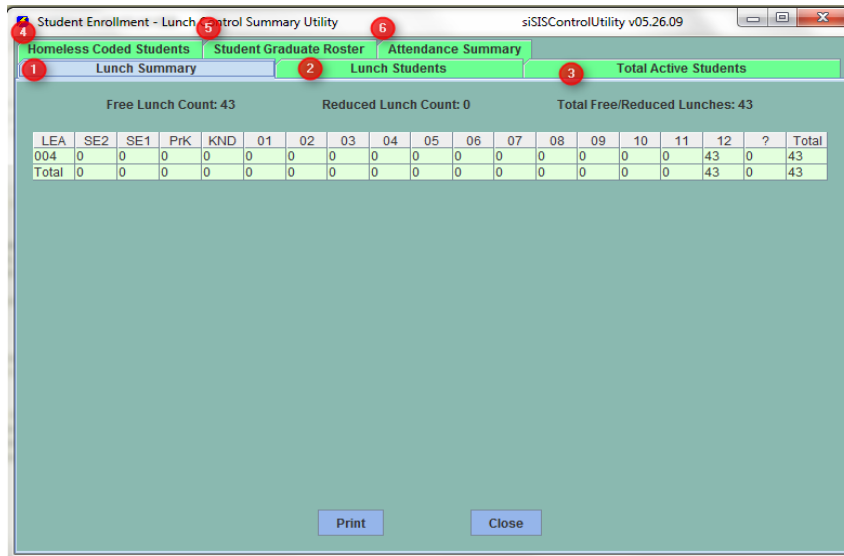 Student Enrollment - Lunch Control Summary Utility siSISControlUtility v05.26.09
4 5 6
Homeless Coded Students Student Graduate Roster Attendance Summary
1 Lunch Summary 2 Lunch Students 3 Total Active Students
Free Lunch Count: 43 Reduced Lunch Count: 0 Total Free/Reduced Lunches: 43
LEA SE2 SE1 PrK KND 01 02 03 04 05 06 07 08 09 10 11 12 ? Total
004 0 0 0 0 0 0 0 0 0 0 0 0 0 0 0 43 0 43
Total 0 0 0 0 0 0 0 0 0 0 0 0 0 0 0 43 0 43
Print Close